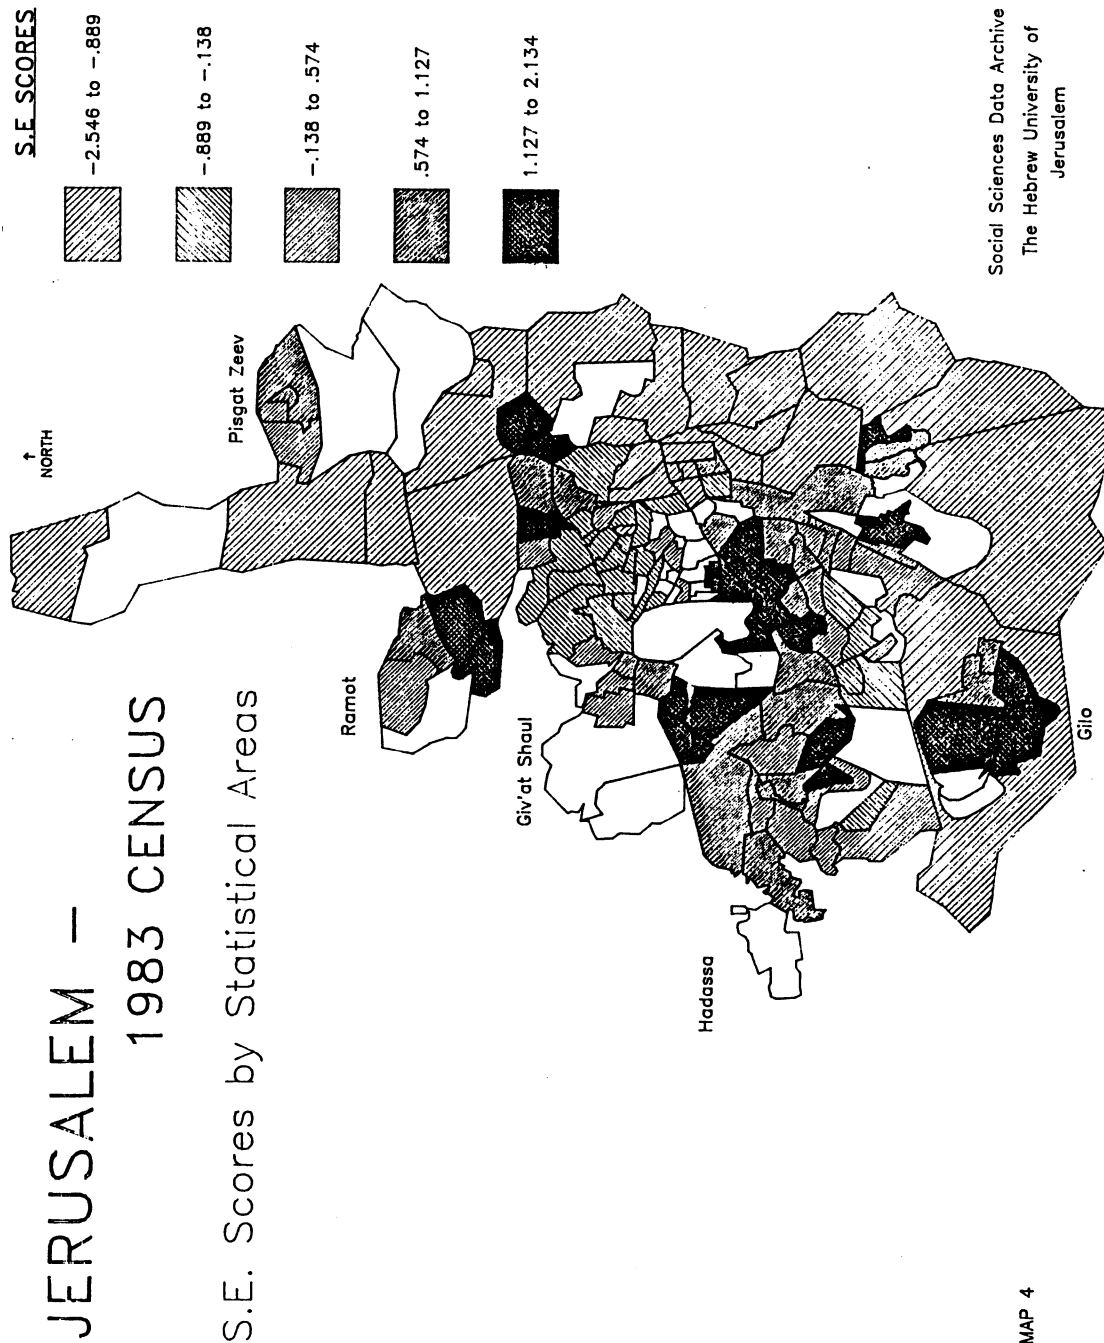 JERUSALEM –
1983 CENSUS
S.E. Scores by Statistical Areas
S.E SCORES
-2.546 to -.889
-.889 to -.138
-.138 to .574
.574 to 1.127
1.127 to 2.134
↑
NORTH
Pisgat Zeev
Ramot
Giv'at Shaul
Hadassa
Gilo
Social Sciences Data Archive
The Hebrew University of
Jerusalem
MAP 4